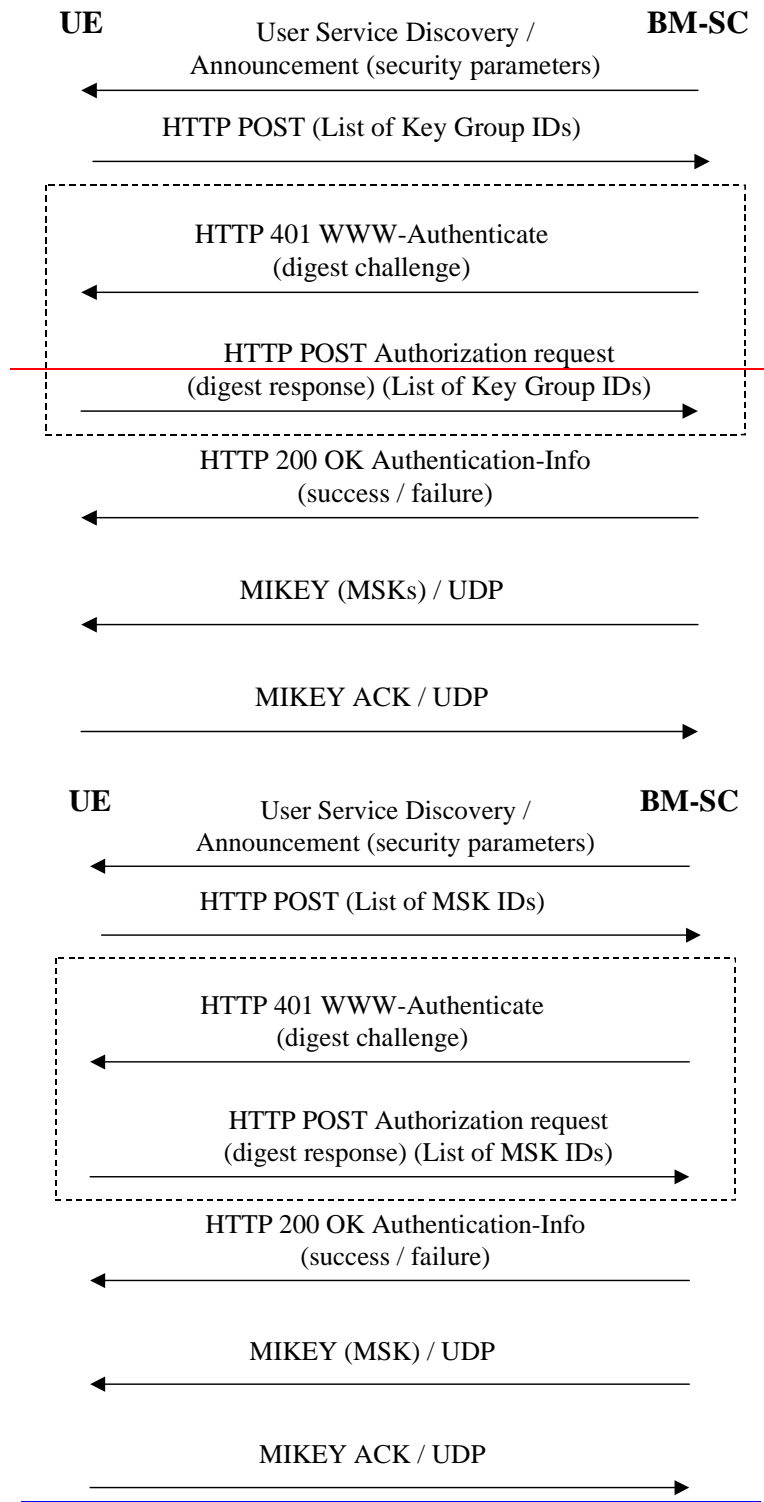 UE
User Service Discovery /
BM-SC
Announcement (security parameters)
HTTP POST (List of Key Group IDs)
HTTP 401 WWW-Authenticate
(digest challenge)
HTTP POST Authorization request
(digest response) (List of Key Group IDs)
HTTP 200 OK Authentication-Info
(success / failure)
MIKEY (MSKs) / UDP
MIKEY ACK / UDP
UE
User Service Discovery /
BM-SC
Announcement (security parameters)
HTTP POST (List of MSK IDs)
HTTP 401 WWW-Authenticate
(digest challenge)
HTTP POST Authorization request
(digest response) (List of MSK IDs)
HTTP 200 OK Authentication-Info
(success / failure)
MIKEY (MSK) / UDP
MIKEY ACK / UDP